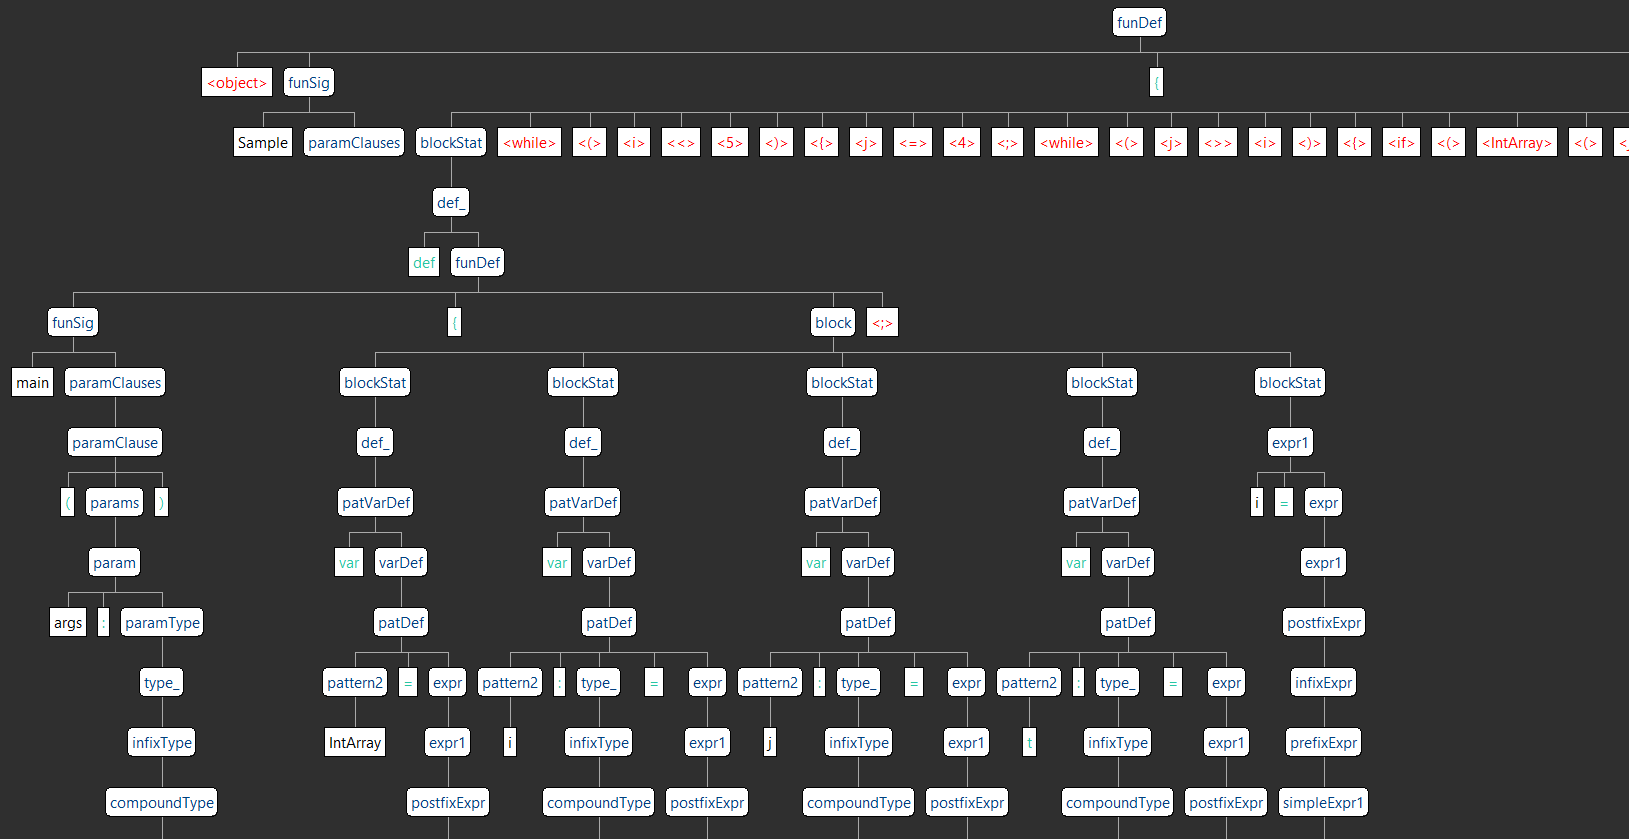 funDef
<object> funSig {
Sample paramClauses blockStat <while> <(> <i> <<> <5> <)> <{> <j> <=> <4> <;> <while> <(> <j> <>> <i> <)> <{> <if> <(> <IntArray> <(>
def_
def funDef
funSig { block <;>
main paramClauses blockStat blockStat blockStat blockStat blockStat
paramClause def_ def_ def_ def_ expr1
( params ) patVarDef patVarDef patVarDef patVarDef i = expr
param var varDef var varDef var varDef var varDef expr1
args : paramType patDef patDef patDef patDef postfixExpr
type_ pattern2 = expr pattern2 : type_ = expr pattern2 : type_ = expr pattern2 : type_ = expr infixExpr
infixType IntArray expr1 i infixType expr1 j infixType expr1 t infixType expr1 prefixExpr
compoundType postfixExpr compoundType postfixExpr compoundType postfixExpr compoundType postfixExpr simpleExpr1